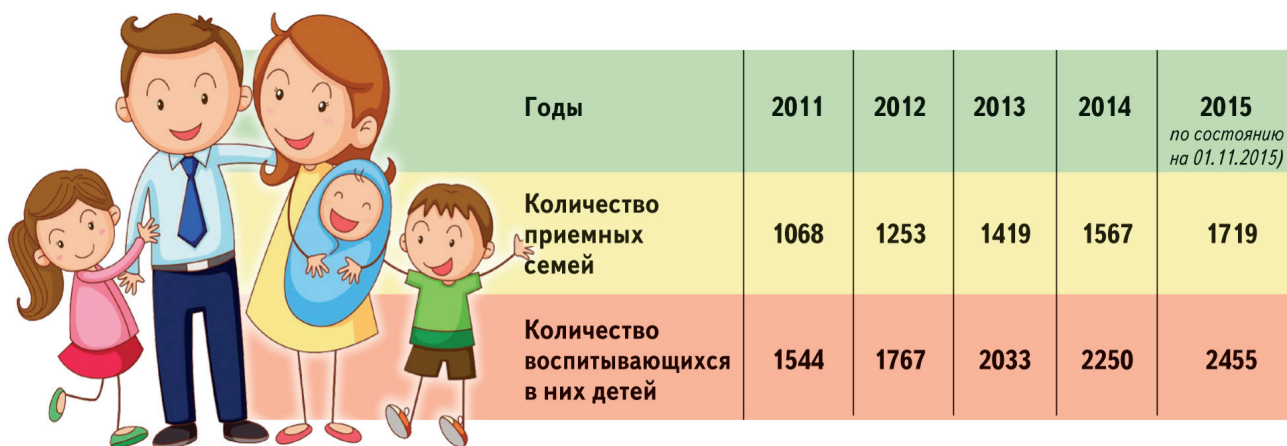 Годы 2011 2012 2013 2014 2015
по состоянию
на 01.11.2015)
Количество
приемных
семей
1068 1253 1419 1567 1719
Количество
воспитывающихся
в них детей
1544 1767 2033 2250 2455